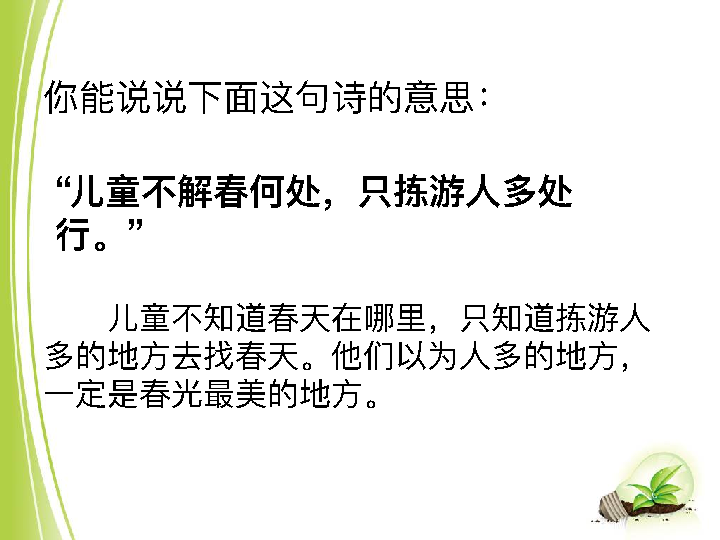 你能说说下面这句诗的意思：
“儿童不解春何处，只拣游人多处
行。”
儿童不知道春天在哪里，只知道拣游人
多的地方去找春天。他们以为人多的地方，
一定是春光最美的地方。